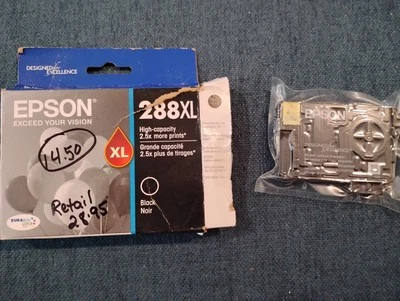 DESIGNED EXCELLENCE
EPSON
EXCEED YOUR VISION
14.50
XL
Retail
28.95
DURABrite
288XL
High-capacity
2.5x more prints*
Grande capacité
2.5x plus de tirages*
Black
Noir
EPSON